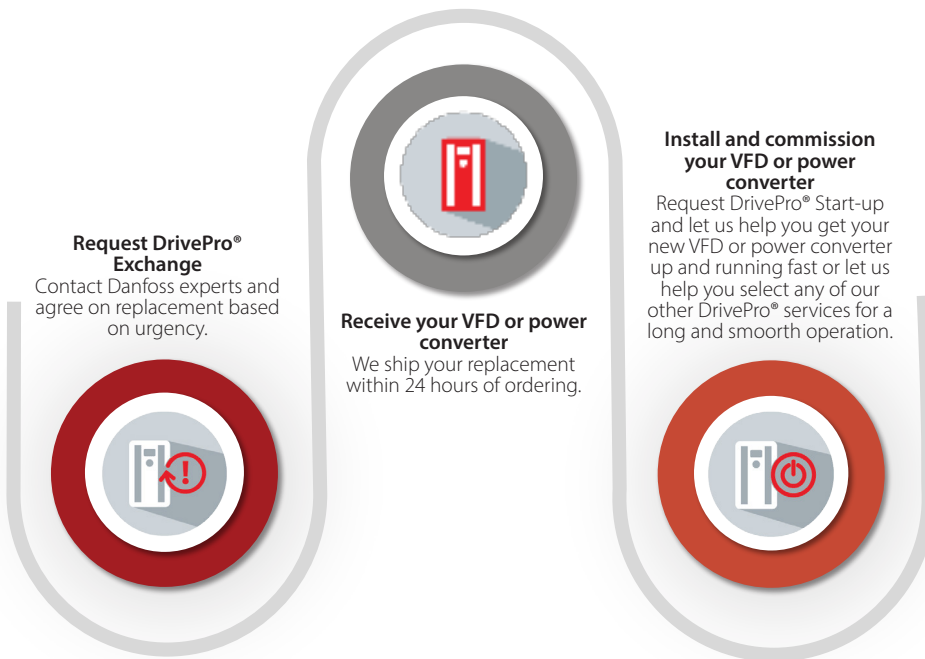 Request DrivePro®
Exchange
Contact Danfoss experts and
agree on replacement based
on urgency.
Receive your VFD or power
converter
We ship your replacement
within 24 hours of ordering.
Install and commission
your VFD or power
converter
Request DrivePro® Start-up
and let us help you get your
new VFD or power converter
up and running fast or let us
help you select any of our
other DrivePro® services for a
long and smoorth operation.